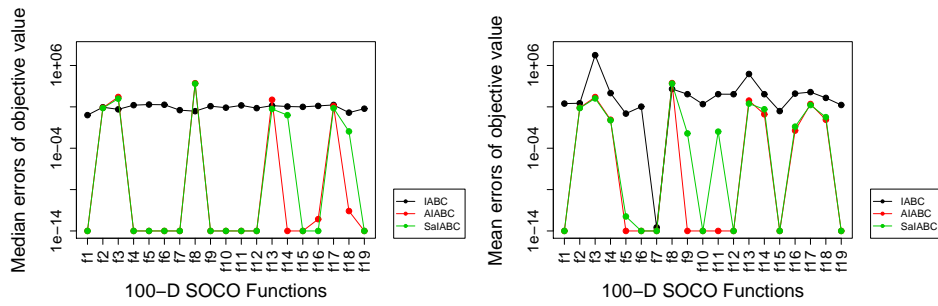 Median errors of objective value
1e+06
1e−04
1e−14
f1 f2 f3 f4 f5 f6 f7 f8 f9 f10 f11 f12 f13 f14 f15 f16 f17 f18 f19
100−D SOCO Functions
IABC
AIABC
SaIABC
Mean errors of objective value
1e+06
1e−04
1e−14
f1 f2 f3 f4 f5 f6 f7 f8 f9 f10 f11 f12 f13 f14 f15 f16 f17 f18 f19
100−D SOCO Functions
IABC
AIABC
SaIABC